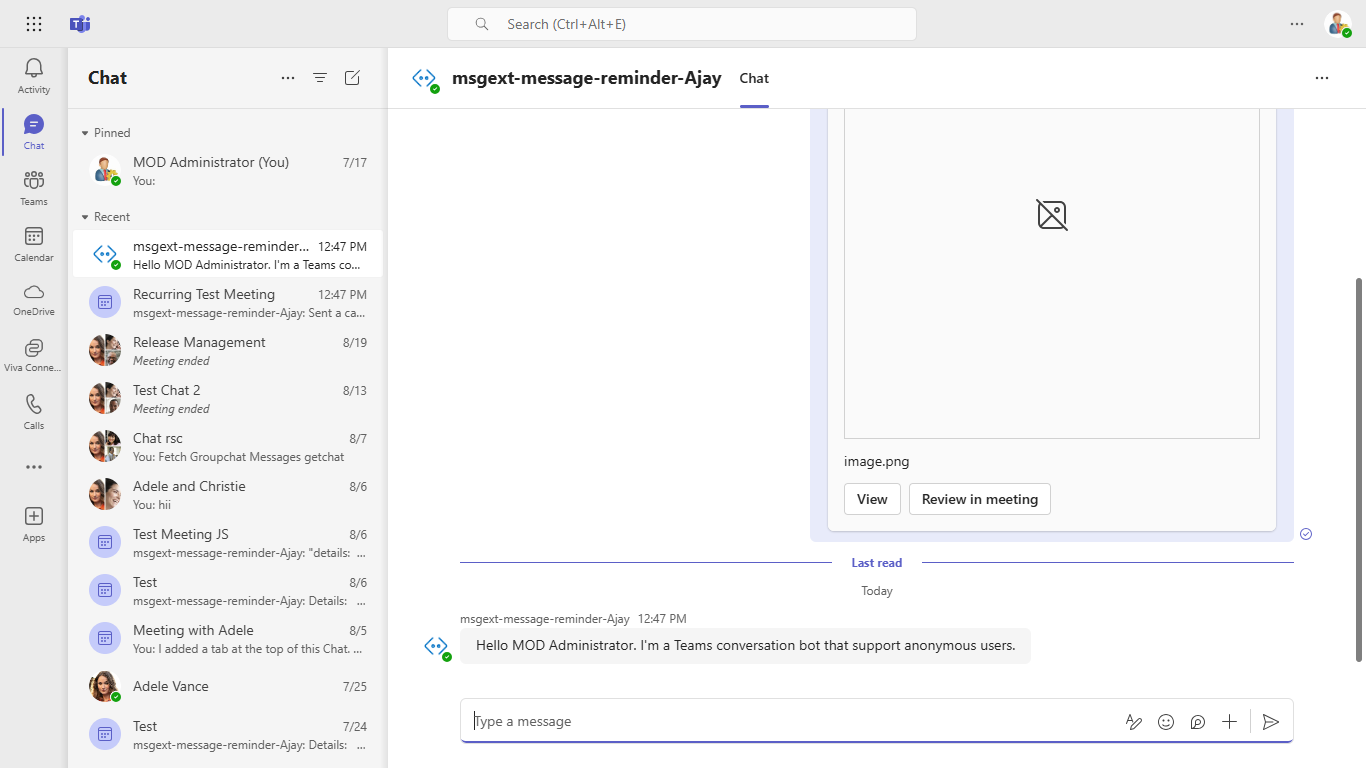 Search (Ctrl+Alt+E)
Activity
Chat
Teams
Calendar
OneDrive
Viva Conne...
Calls
Apps
Chat
Pinned
MOD Administrator (You) 7/17
You:
Recent
msgext-message-reminder... 12:47 PM
Hello MOD Administrator. I'm a Teams co...
Recurring Test Meeting 12:47 PM
msgext-message-reminder-Ajay: Sent a ca...
Release Management 8/19
Meeting ended
Test Chat 2 8/13
Meeting ended
Chat rsc 8/7
You: Fetch Groupchat Messages getchat
Adele and Christie 8/6
You: hii
Test Meeting JS 8/6
msgext-message-reminder-Ajay: "details: ...
Test 8/6
msgext-message-reminder-Ajay: Details: ...
Meeting with Adele 8/5
You: I added a tab at the top of this Chat. ...
Adele Vance 7/25
Test 7/24
msgext-message-reminder-Ajay: Details: ...
msgext-message-reminder-Ajay Chat
image.png
View Review in meeting
Last read
Today
msgext-message-reminder-Ajay 12:47 PM
Hello MOD Administrator. I'm a Teams conversation bot that support anonymous users.
Type a message